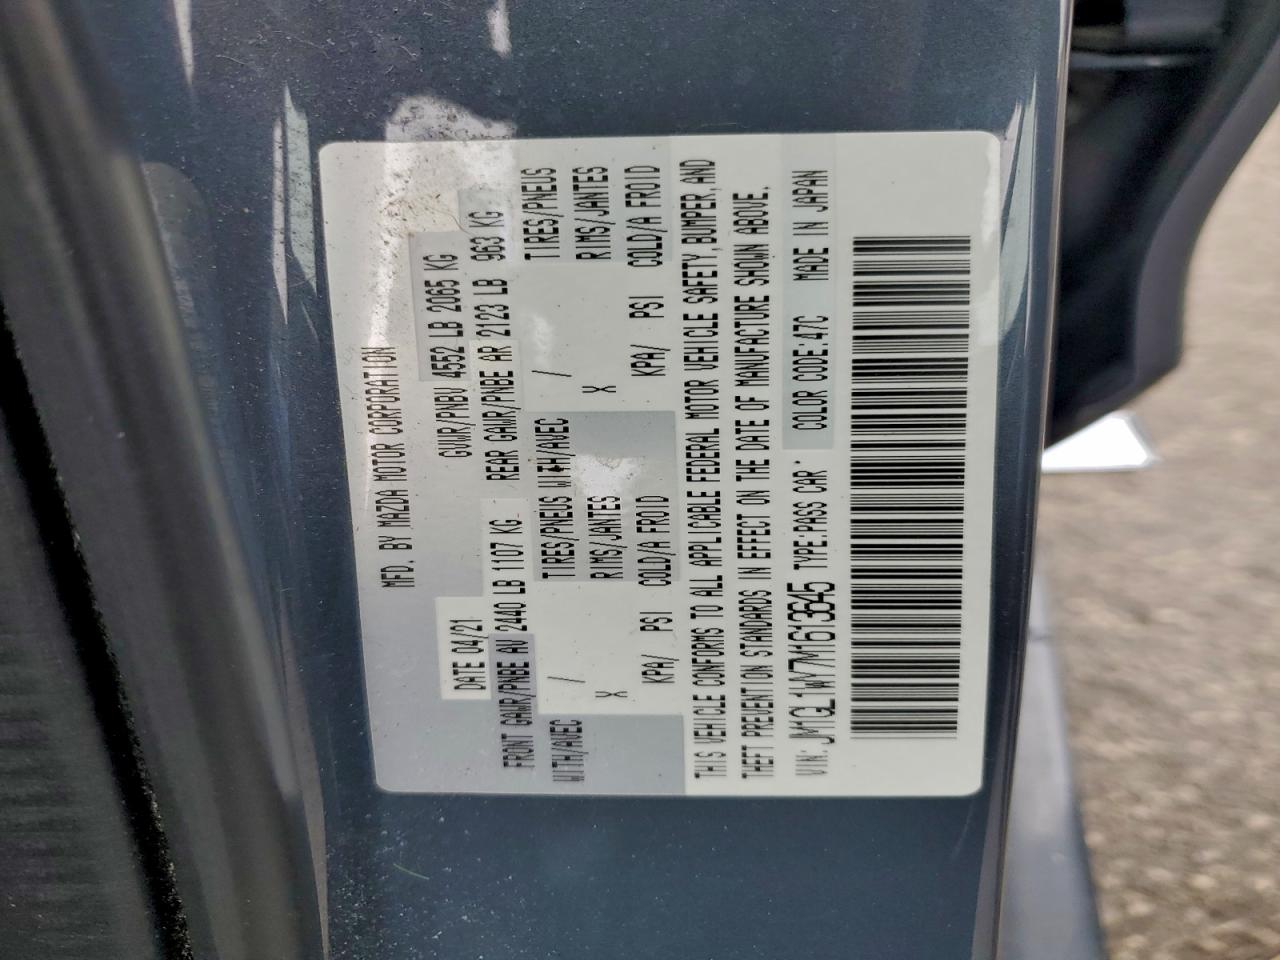 MFD. BY MAZDA MOTOR CORPORATION
DATE 04/21 GVWR/PNBV 4552 LB 2065 KG
FRONT GAWR/PNBE AV 2440 LB 1107 KG REAR GAWR/PNBE AR 2123 LB 963 KG
WITH/AVEC / TIRES/PNEUS WITH/AVEC / TIRES/PNEUS
X RIMS/JANTES X RIMS/JANTES
KPA/ PSI COLD/A FROID KPA/ PSI COLD/A FROID
THIS VEHICLE CONFORMS TO ALL APPLICABLE FEDERAL MOTOR VEHICLE SAFETY, BUMPER, AND
THEFT PREVENTION STANDARDS IN EFFECT ON THE DATE OF MANUFACTURE SHOWN ABOVE.
VIN: JM1GL1WY7M1613645 TYPE:PASS CAR COLOR CODE:47C MADE IN JAPAN